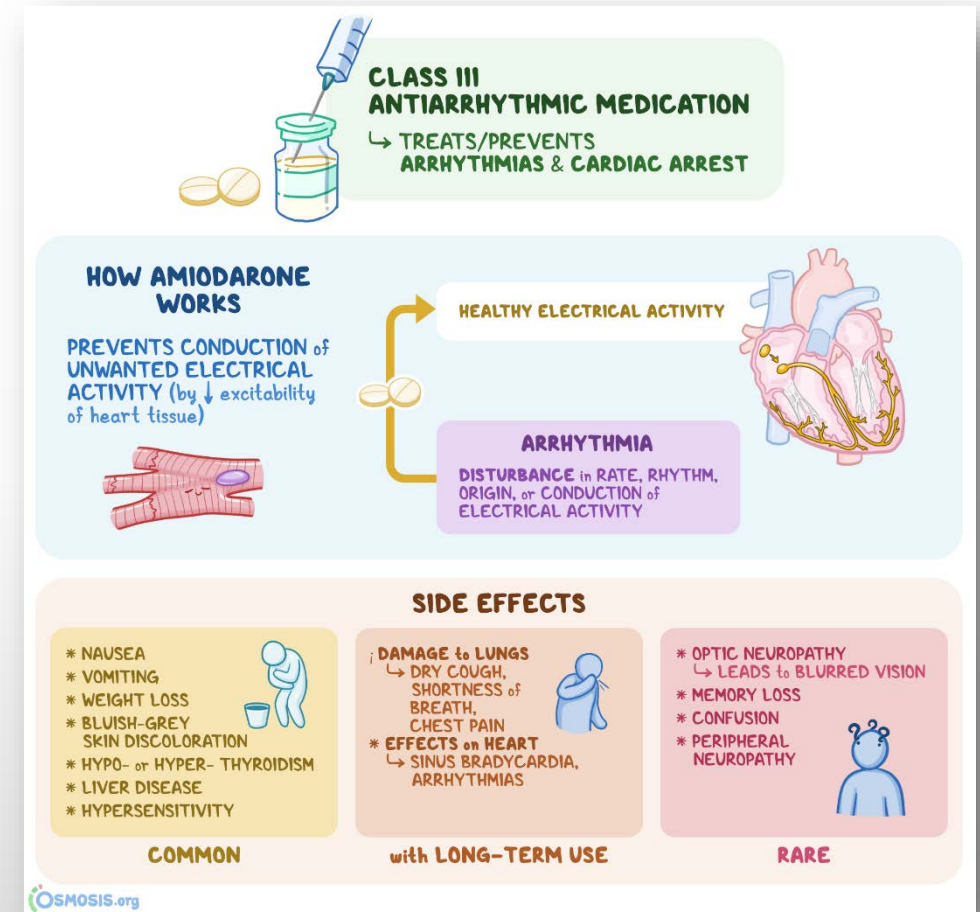 CLASS III
ANTIARRHYTHMIC MEDICATION
↳ TREATS/PREVENTS
ARRHYTHMIAS & CARDIAC ARREST
HOW AMIODARONE
WORKS
PREVENTS CONDUCTION of
UNWANTED ELECTRICAL
ACTIVITY (by ↓ excitability
of heart tissue)
HEALTHY ELECTRICAL ACTIVITY
ARRHYTHMIA
DISTURBANCE in RATE, RHYTHM,
ORIGIN, or CONDUCTION of
ELECTRICAL ACTIVITY
SIDE EFFECTS
* NAUSEA
* VOMITING
* WEIGHT LOSS
* BLUISH-GREY
SKIN DISCOLORATION
* HYPO- or HYPER- THYROIDISM
* LIVER DISEASE
* HYPERSENSITIVITY
COMMON
¡ DAMAGE to LUNGS
↳ DRY COUGH,
SHORTNESS of
BREATH,
CHEST PAIN
* EFFECTS on HEART
↳ SINUS BRADYCARDIA,
ARRHYTHMIAS
with LONG-TERM USE
* OPTIC NEUROPATHY
↳ LEADS to BLURRED VISION
* MEMORY LOSS
* CONFUSION
* PERIPHERAL
NEUROPATHY
???
RARE
OSMOSIS.org